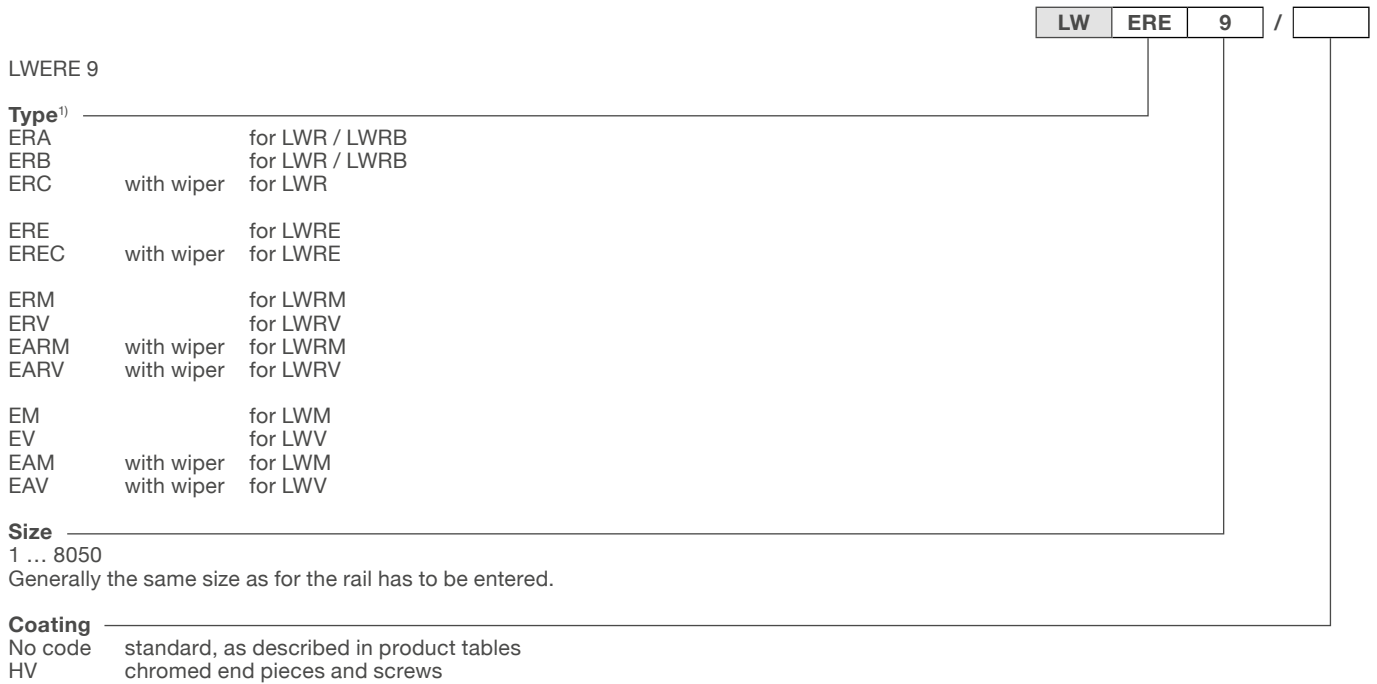 LW ERE 9 /
LWERE 9
Type1)
ERA for LWR / LWRB
ERB for LWR / LWRB
ERC with wiper for LWR
ERE for LWRE
EREC with wiper for LWRE
ERM for LWRM
ERV for LWRV
EARM with wiper for LWRM
EARV with wiper for LWRV
EM for LWM
EV for LWV
EAM with wiper for LWM
EAV with wiper for LWV
Size
1 … 8050
Generally the same size as for the rail has to be entered.
Coating
No code standard, as described in product tables
HV chromed end pieces and screws